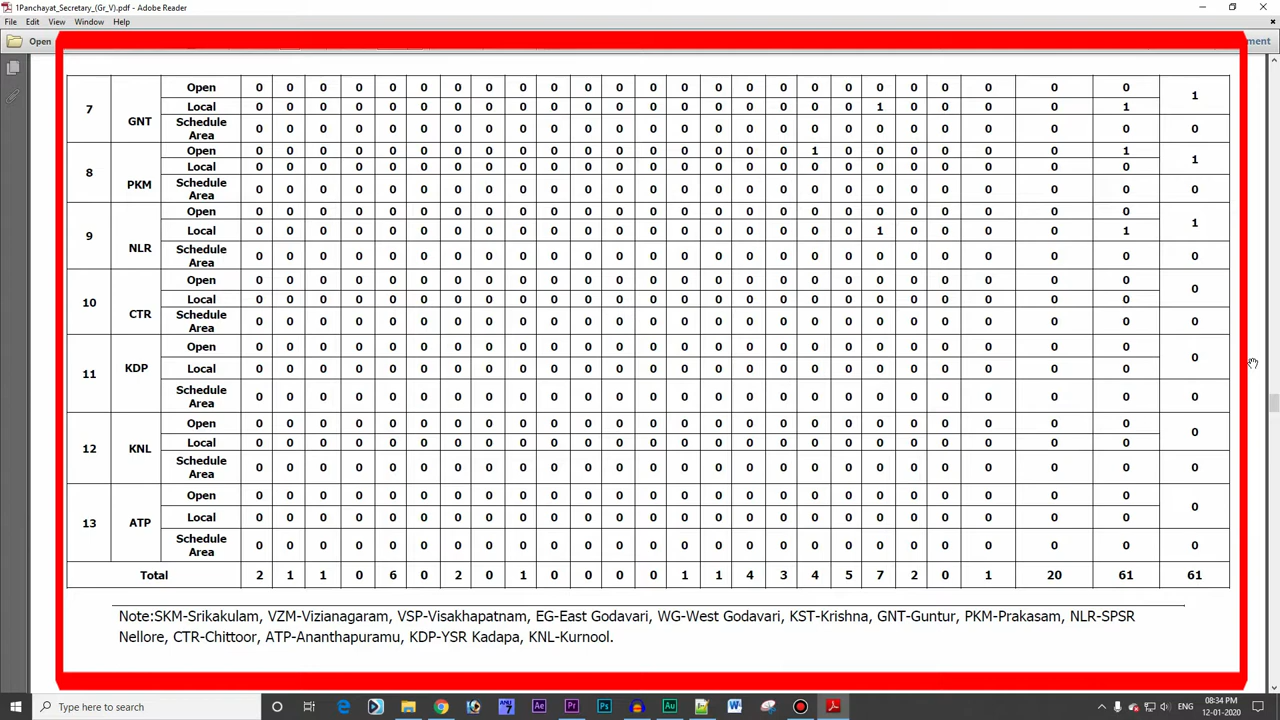 1Panchayat_Secretary_(Gr_V).pdf - Adobe Reader
File Edit View Window Help
Open ment
7 GNT Open 0 0 0 0 0 0 0 0 0 0 0 0 0 0 0 0 0 0 0 0 0 0 0 0 0 0 1
Local 0 0 0 0 0 0 0 0 0 0 0 0 0 0 0 0 0 0 0 1 0 0 0 0 1
Schedule Area 0 0 0 0 0 0 0 0 0 0 0 0 0 0 0 0 0 0 0 0 0 0 0 0 0 0
8 PKM Open 0 0 0 0 0 0 0 0 0 0 0 0 0 0 0 0 0 1 0 0 0 0 0 0 1 1
Local 0 0 0 0 0 0 0 0 0 0 0 0 0 0 0 0 0 0 0 0 0 0 0 0 0
Schedule Area 0 0 0 0 0 0 0 0 0 0 0 0 0 0 0 0 0 0 0 0 0 0 0 0 0 0
9 NLR Open 0 0 0 0 0 0 0 0 0 0 0 0 0 0 0 0 0 0 0 0 0 0 0 0 0 1
Local 0 0 0 0 0 0 0 0 0 0 0 0 0 0 0 0 0 0 0 1 0 0 0 0 1
Schedule Area 0 0 0 0 0 0 0 0 0 0 0 0 0 0 0 0 0 0 0 0 0 0 0 0 0 0
10 CTR Open 0 0 0 0 0 0 0 0 0 0 0 0 0 0 0 0 0 0 0 0 0 0 0 0 0 0
Local 0 0 0 0 0 0 0 0 0 0 0 0 0 0 0 0 0 0 0 0 0 0 0 0 0
Schedule Area 0 0 0 0 0 0 0 0 0 0 0 0 0 0 0 0 0 0 0 0 0 0 0 0 0 0
11 KDP Open 0 0 0 0 0 0 0 0 0 0 0 0 0 0 0 0 0 0 0 0 0 0 0 0 0 0
Local 0 0 0 0 0 0 0 0 0 0 0 0 0 0 0 0 0 0 0 0 0 0 0 0 0
Schedule Area 0 0 0 0 0 0 0 0 0 0 0 0 0 0 0 0 0 0 0 0 0 0 0 0 0 0
12 KNL Open 0 0 0 0 0 0 0 0 0 0 0 0 0 0 0 0 0 0 0 0 0 0 0 0 0 0
Local 0 0 0 0 0 0 0 0 0 0 0 0 0 0 0 0 0 0 0 0 0 0 0 0 0
Schedule Area 0 0 0 0 0 0 0 0 0 0 0 0 0 0 0 0 0 0 0 0 0 0 0 0 0 0
13 ATP Open 0 0 0 0 0 0 0 0 0 0 0 0 0 0 0 0 0 0 0 0 0 0 0 0 0 0
Local 0 0 0 0 0 0 0 0 0 0 0 0 0 0 0 0 0 0 0 0 0 0 0 0 0
Schedule Area 0 0 0 0 0 0 0 0 0 0 0 0 0 0 0 0 0 0 0 0 0 0 0 0 0 0
Total 2 1 1 0 6 0 2 0 1 0 0 0 0 1 1 4 3 4 5 7 2 0 1 20 61 61
Note:SKM-Srikakulam, VZM-Vizianagaram, VSP-Visakhapatnam, EG-East Godavari, WG-West Godavari, KST-Krishna, GNT-Guntur, PKM-Prakasam, NLR-SPSR
Nellore, CTR-Chittoor, ATP-Ananthapuramu, KDP-YSR Kadapa, KNL-Kurnool.
Type here to search
ENG
08:34 PM
12-01-2020